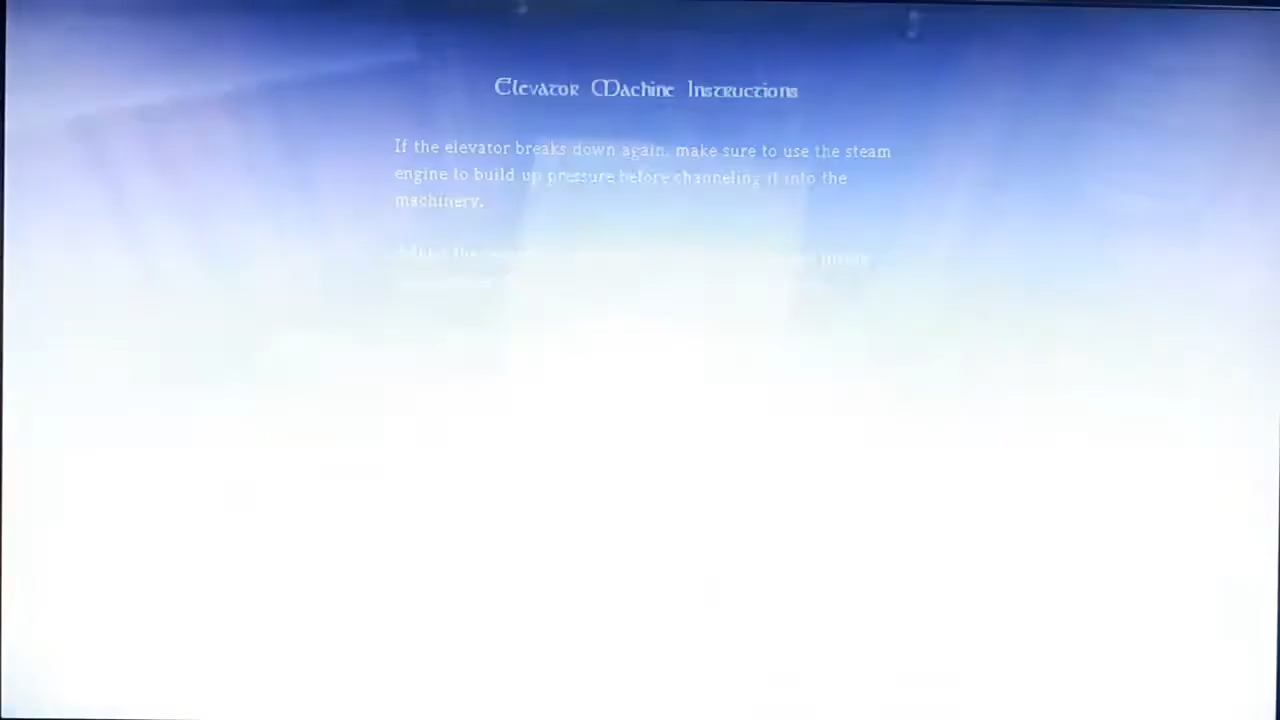 Elevator Machine Instructions
If the elevator breaks down again, make sure to use the steam
engine to build up pressure before channeling it into the
machinery.